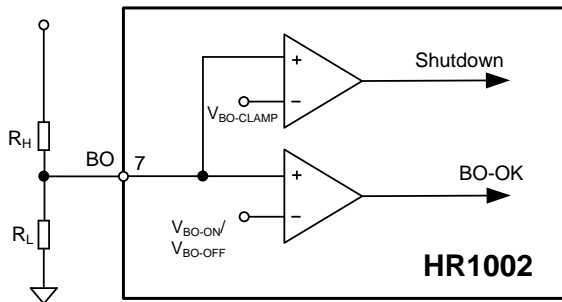 Shutdown
V_BO-CLAMP
R_H
BO
7
BO-OK
R_L
V_BO-ON/
V_BO-OFF
HR1002
+
−
+
−